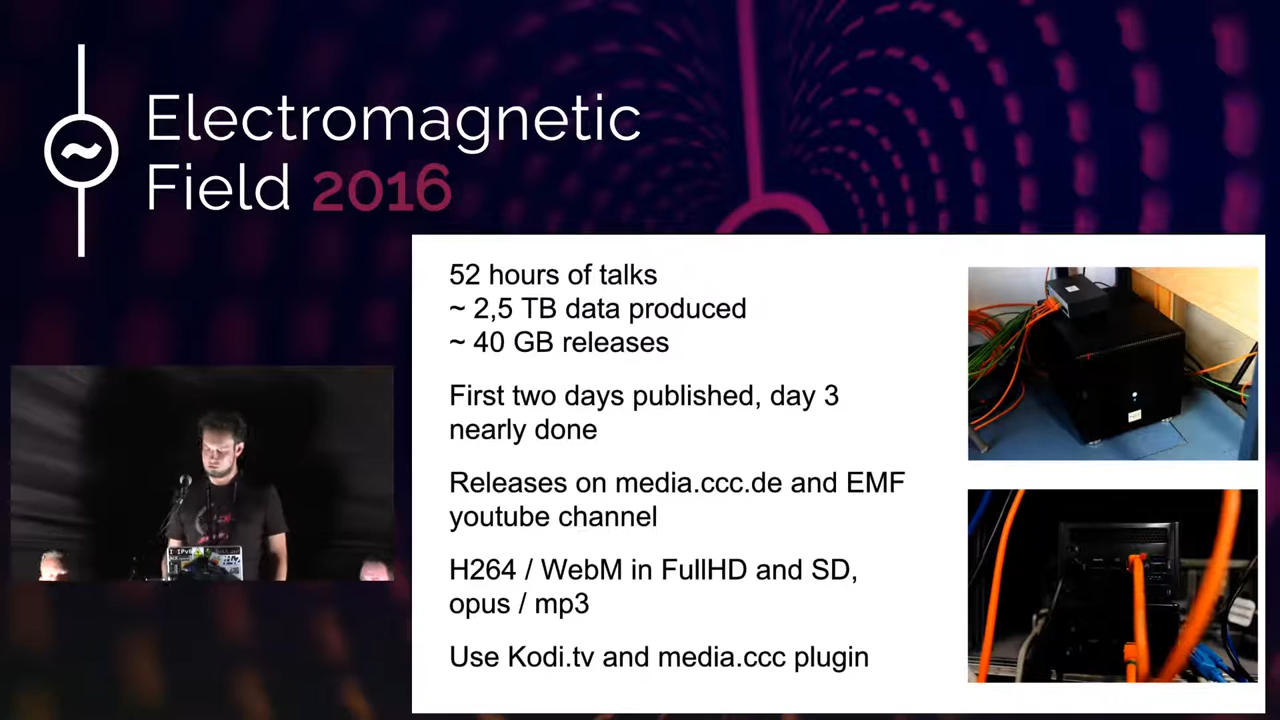 Electromagnetic
Field 2016
52 hours of talks
~ 2,5 TB data produced
~ 40 GB releases
First two days published, day 3
nearly done
Releases on media.ccc.de and EMF
youtube channel
H264 / WebM in FullHD and SD,
opus / mp3
Use Kodi.tv and media.ccc plugin